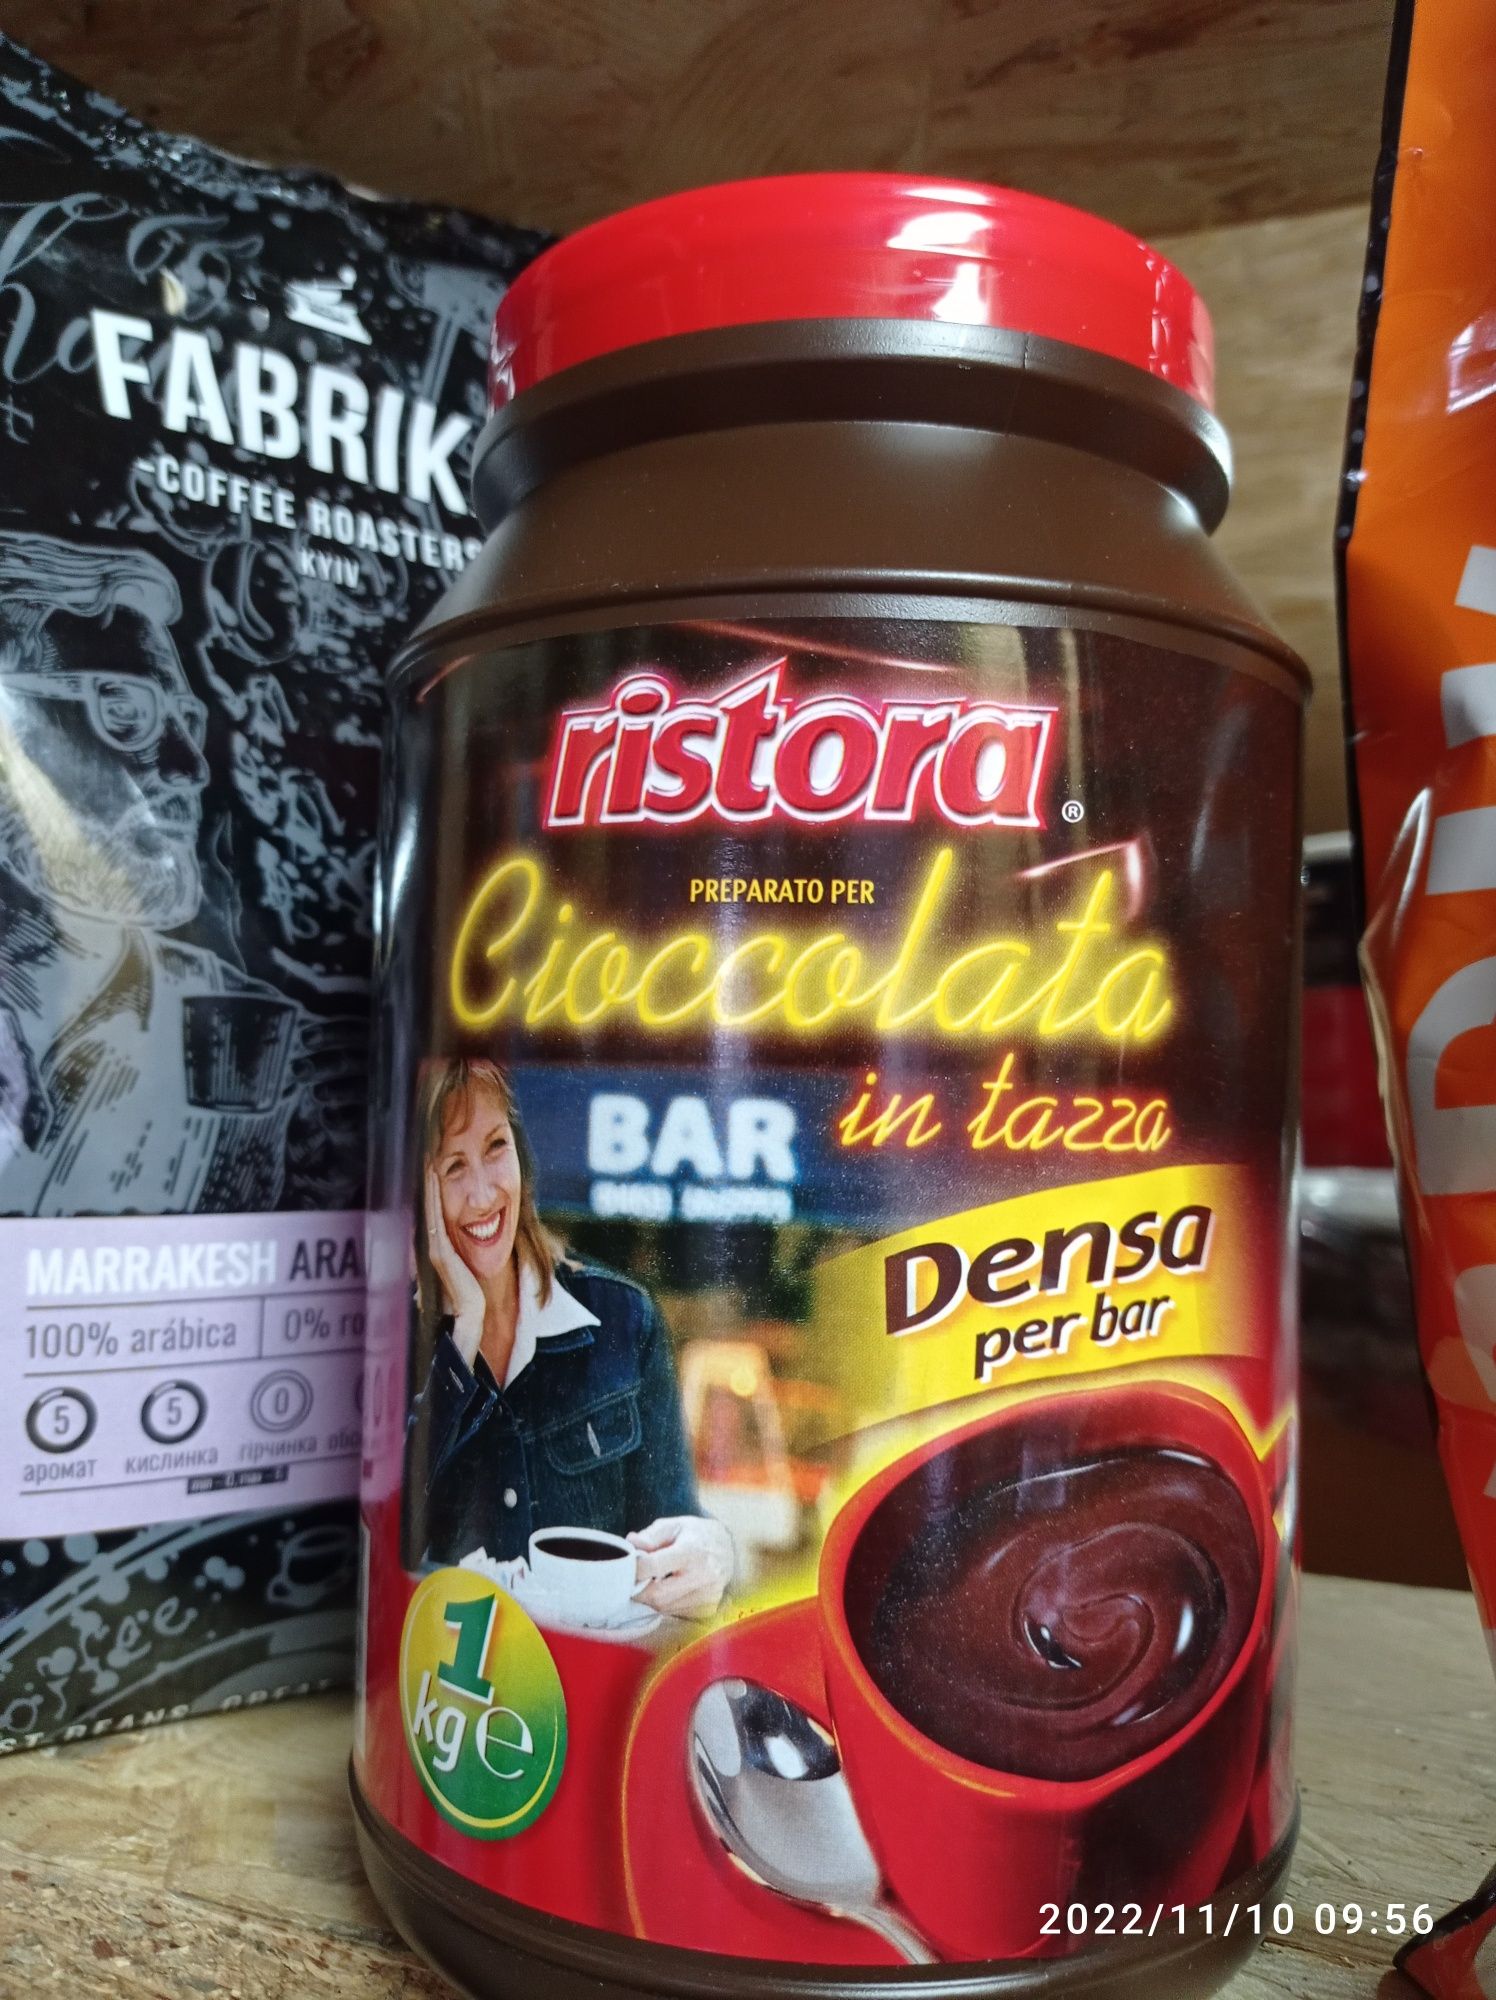 FABRIK
COFFEE ROASTERS
KYIV
MARRAKESH ARA
100% arábica
0% ro
5
5
0
аромат
кислинка
гірчинка
ristora
®
PREPARATO PER
Cioccolata
in tazza
BAR
Densa
per bar
1
kg e
2022/11/10 09:56